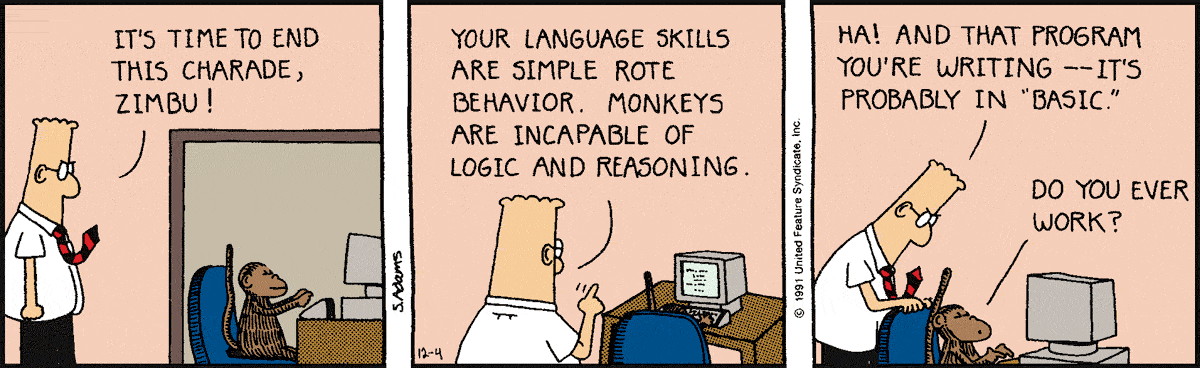 IT'S TIME TO END
THIS CHARADE,
ZIMBU!
S.Adams
YOUR LANGUAGE SKILLS
ARE SIMPLE ROTE
BEHAVIOR. MONKEYS
ARE INCAPABLE OF
LOGIC AND REASONING.
12-4
© 1991 United Feature Syndicate, Inc.
HA! AND THAT PROGRAM
YOU'RE WRITING --IT'S
PROBABLY IN "BASIC."
DO YOU EVER
WORK?